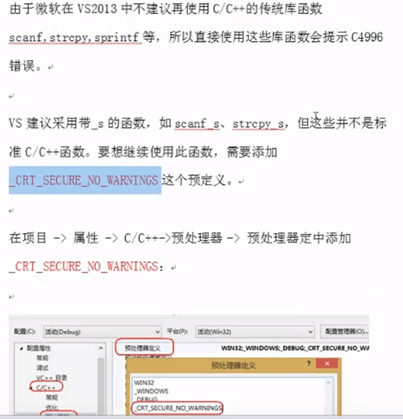 由于微软在 VS2013 中不建议再使用 C/C++的传统库函数
scanf,strcpy,sprintf 等，所以直接使用这些库函数会提示 C4996
错误。
VS 建议采用带_s 的函数，如 scanf_s、strcpy_s，但这些并不是标
准 C/C++函数。要想继续使用此函数，需要添加
_CRT_SECURE_NO_WARNINGS 这个预定义。
在项目 -> 属性 -> C/C++->预处理器 -> 预处理器定中添加
_CRT_SECURE_NO_WARNINGS：
配置(C): 活动(Debug) 平台(P): 活动(Win32) 配置管理器(O)...
配置属性
常规
调试
VC++ 目录
C/C++
常规
优化
预处理器定义 WIN32;_WINDOWS;_DEBUG;_CRT_SECURE_NO_WA
预处理器定义 ? ×
WIN32
_WINDOWS
_DEBUG
_CRT_SECURE_NO_WARNINGS